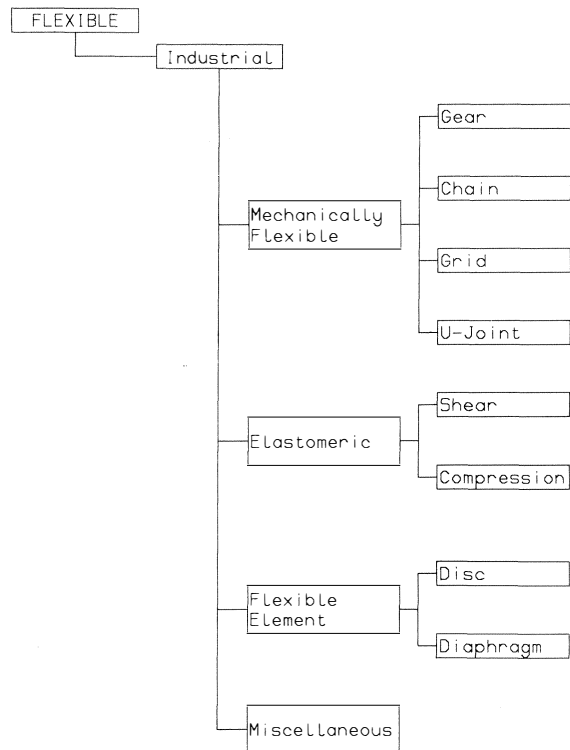 FLEXIBLE
Industrial
Gear
Chain
Mechanically
Flexible
Grid
U-Joint
Shear
Elastomeric
Compression
Disc
Flexible
Element
Diaphragm
Miscellaneous